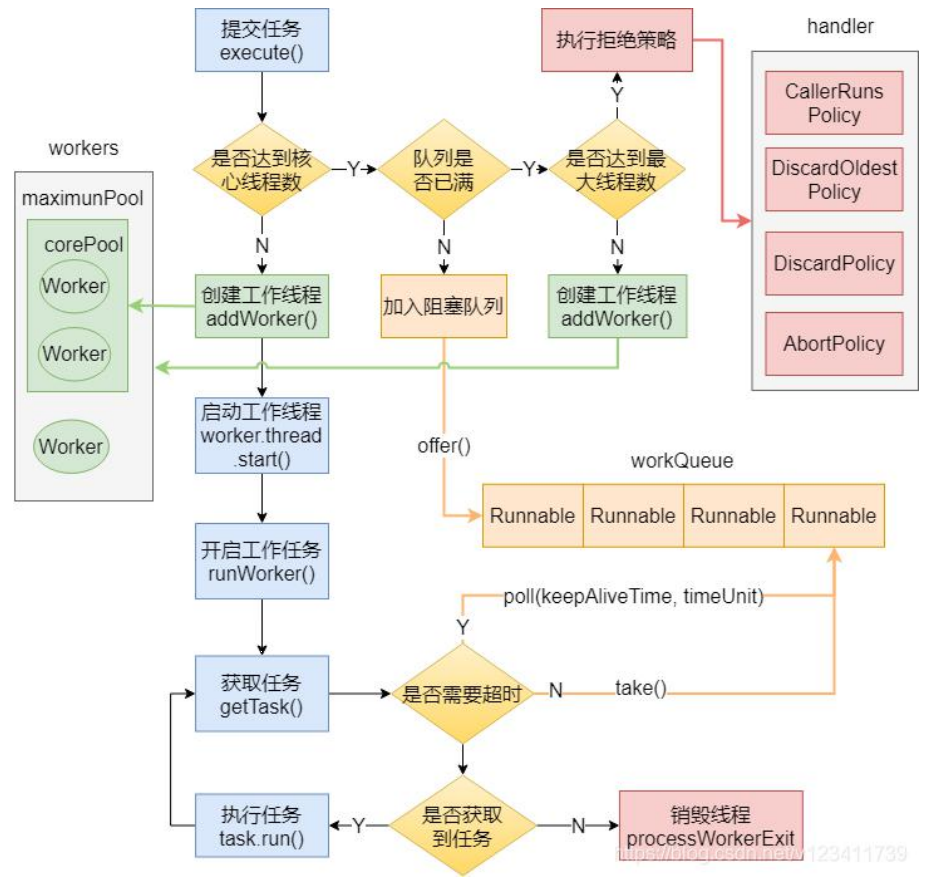 提交任务
execute()
执行拒绝策略
handler
CallerRuns
Policy
DiscardOldest
Policy
DiscardPolicy
AbortPolicy
workers
maximunPool
corePool
Worker
Worker
Worker
是否达到核
心线程数
Y
队列是
否已满
Y
是否达到最
大线程数
Y
N
N
N
创建工作线程
addWorker()
加入阻塞队列
创建工作线程
addWorker()
启动工作线程
worker.thread
.start()
offer()
workQueue
Runnable
Runnable
Runnable
Runnable
开启工作任务
runWorker()
poll(keepAliveTime, timeUnit)
Y
获取任务
getTask()
是否需要超时
N
take()
执行任务
task.run()
Y
是否获取
到任务
N
销毁线程
processWorkerExit